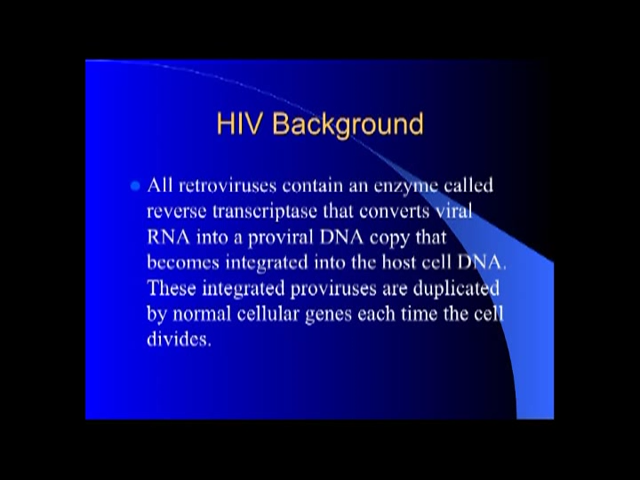 HIV Background
All retroviruses contain an enzyme called
reverse transcriptase that converts viral
RNA into a proviral DNA copy that
becomes integrated into the host cell DNA.
These integrated proviruses are duplicated
by normal cellular genes each time the cell
divides.